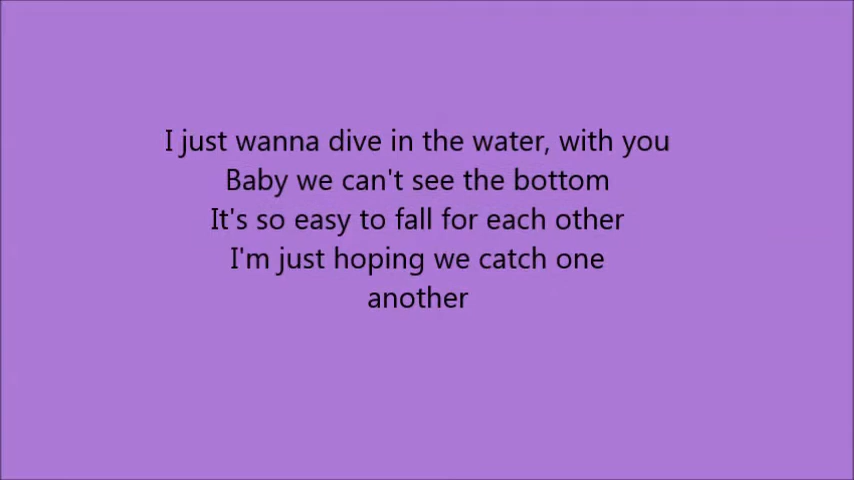 I just wanna dive in the water, with you
Baby we can't see the bottom
It's so easy to fall for each other
I'm just hoping we catch one
another